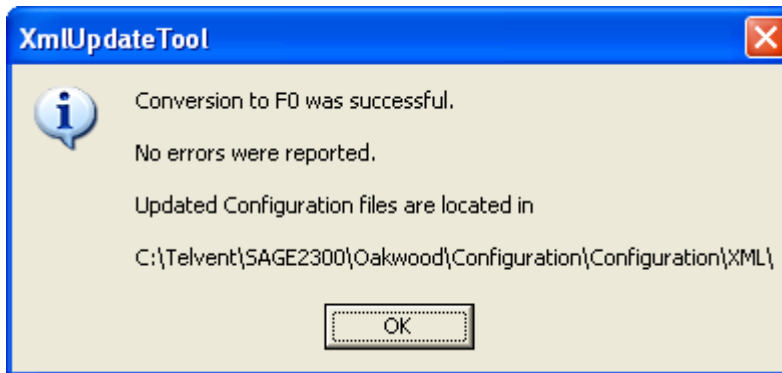 XmlUpdateTool
Conversion to F0 was successful.
No errors were reported.
Updated Configuration files are located in
C:\Telvent\SAGE2300\Oakwood\Configuration\Configuration\XML\
OK